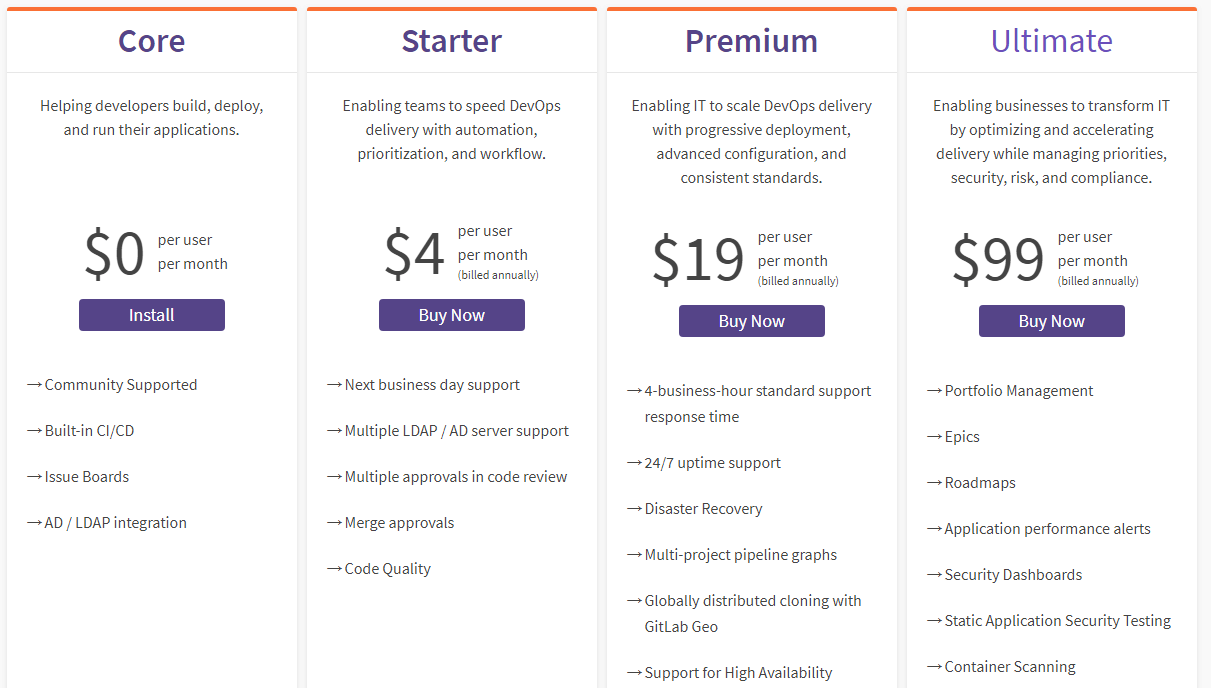 Core
Helping developers build, deploy,
and run their applications.
$0
per user
per month
Install
→Community Supported
→Built-in CI/CD
→Issue Boards
→AD / LDAP integration
Starter
Enabling teams to speed DevOps
delivery with automation,
prioritization, and workflow.
$4
per user
per month
(billed annually)
Buy Now
→Next business day support
→Multiple LDAP / AD server support
→Multiple approvals in code review
→Merge approvals
→Code Quality
Premium
Enabling IT to scale DevOps delivery
with progressive deployment,
advanced configuration, and
consistent standards.
$19
per user
per month
(billed annually)
Buy Now
→4-business-hour standard support
response time
→24/7 uptime support
→Disaster Recovery
→Multi-project pipeline graphs
→Globally distributed cloning with
GitLab Geo
→Support for High Availability
Ultimate
Enabling businesses to transform IT
by optimizing and accelerating
delivery while managing priorities,
security, risk, and compliance.
$99
per user
per month
(billed annually)
Buy Now
→Portfolio Management
→Epics
→Roadmaps
→Application performance alerts
→Security Dashboards
→Static Application Security Testing
→Container Scanning